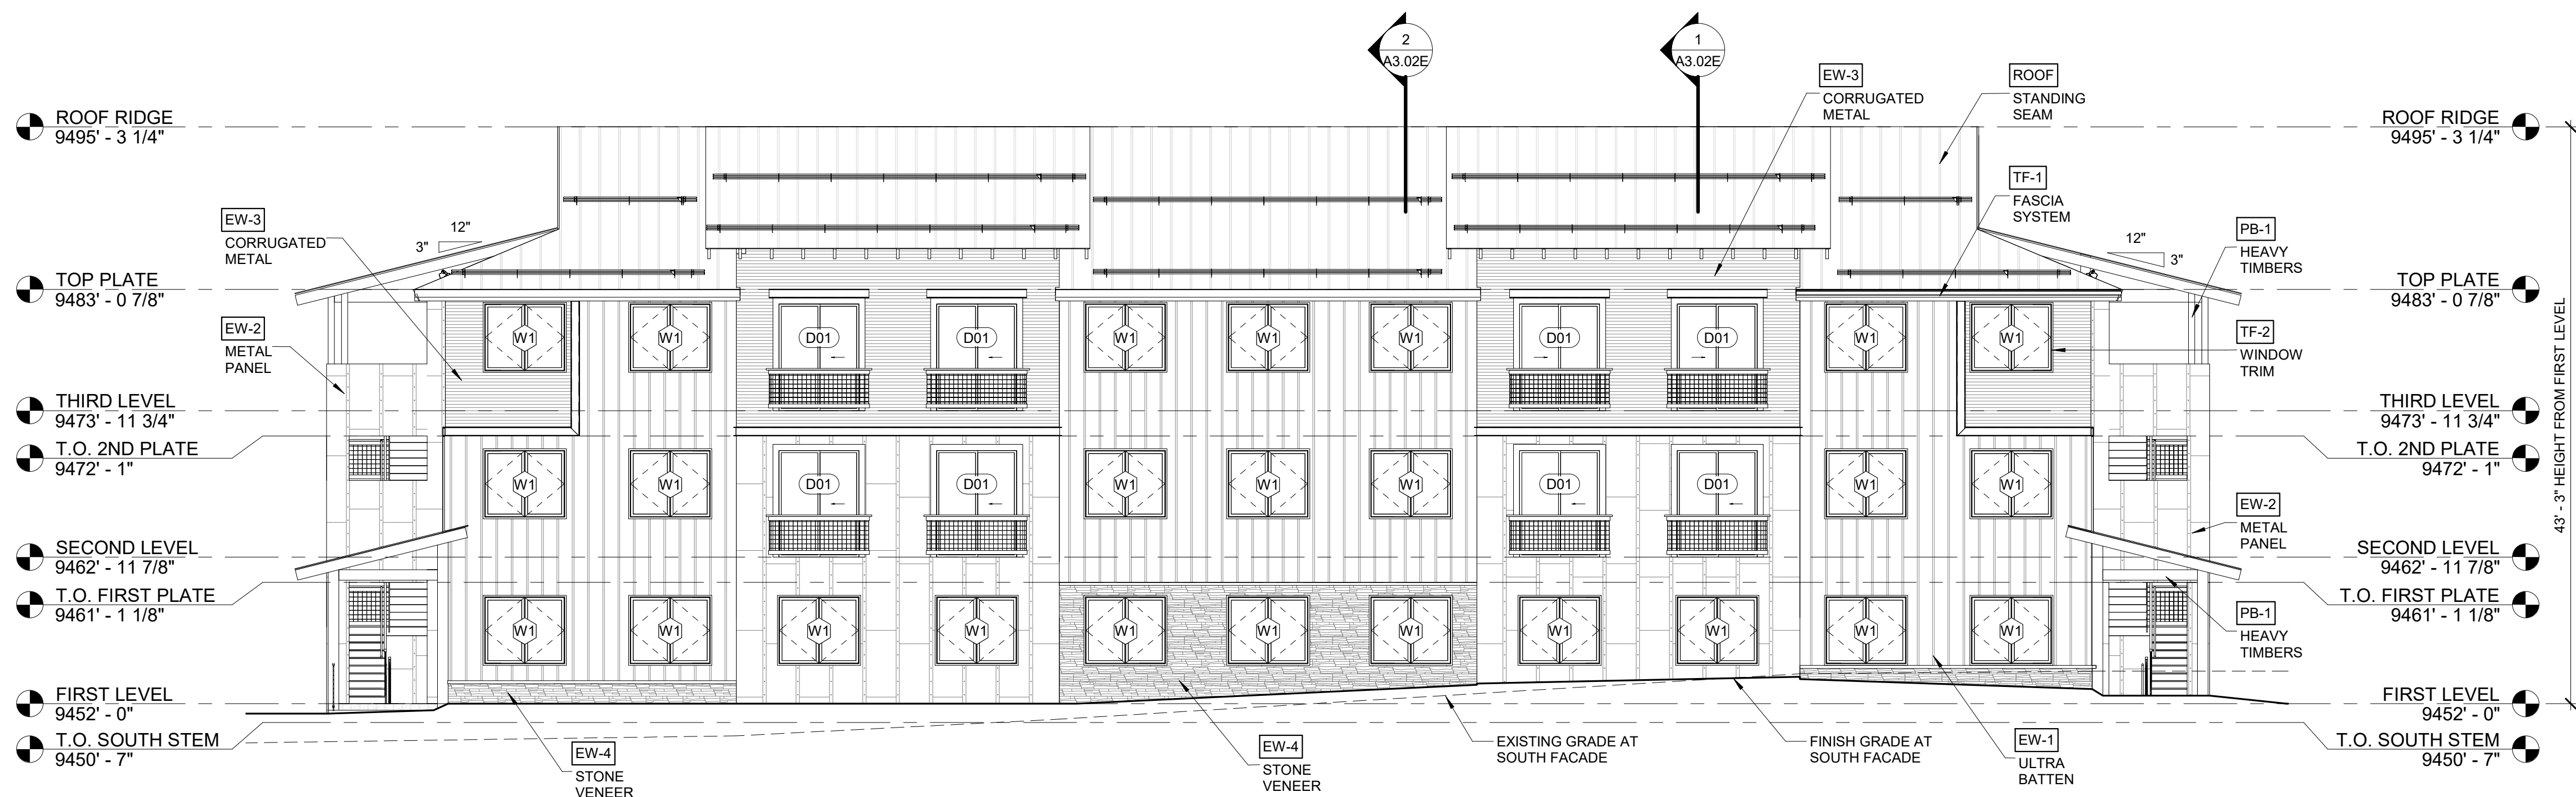 2
A3.02E
1
A3.02E
EW-3
CORRUGATED
METAL
ROOF
STANDING
SEAM
ROOF RIDGE
9495' - 3 1/4"
ROOF RIDGE
9495' - 3 1/4"
TF-1
FASCIA
SYSTEM
EW-3
CORRUGATED
METAL
12"
3"
12"
3"
PB-1
HEAVY
TIMBERS
TOP PLATE
9483' - 0 7/8"
TOP PLATE
9483' - 0 7/8"
EW-2
METAL
PANEL
W1
W1
D01
D01
W1
W1
W1
D01
D01
W1
W1
TF-2
WINDOW
TRIM
THIRD LEVEL
9473' - 11 3/4"
THIRD LEVEL
9473' - 11 3/4"
43' - 3" HEIGHT FROM FIRST LEVEL
T.O. 2ND PLATE
9472' - 1"
T.O. 2ND PLATE
9472' - 1"
W1
W1
D01
D01
W1
W1
W1
D01
D01
W1
W1
EW-2
METAL
PANEL
SECOND LEVEL
9462' - 11 7/8"
SECOND LEVEL
9462' - 11 7/8"
T.O. FIRST PLATE
9461' - 1 1/8"
T.O. FIRST PLATE
9461' - 1 1/8"
W1
W1
W1
W1
W1
W1
W1
W1
W1
W1
W1
PB-1
HEAVY
TIMBERS
FIRST LEVEL
9452' - 0"
FIRST LEVEL
9452' - 0"
T.O. SOUTH STEM
9450' - 7"
T.O. SOUTH STEM
9450' - 7"
EW-4
STONE
VENEER
EW-4
STONE
VENEER
EXISTING GRADE AT
SOUTH FACADE
FINISH GRADE AT
SOUTH FACADE
EW-1
ULTRA
BATTEN